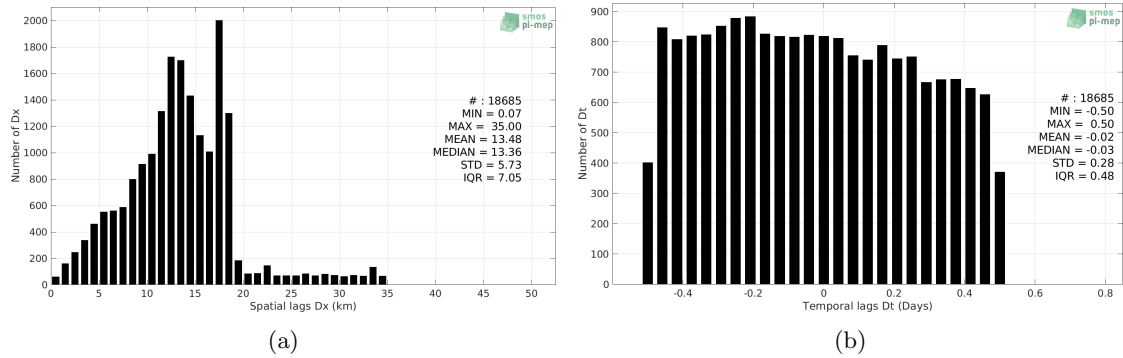 2000
1800
1600
1400
1200
1000
800
600
400
200
0
Number of Dx
0 5 10 15 20 25 30 35 40 45 50
Spatial lags Dx (km)
smos
pi-mep
# : 18685
MIN = 0.07
MAX = 35.00
MEAN = 13.48
MEDIAN = 13.36
STD = 5.73
IQR = 7.05
(a)
900
800
700
600
500
400
300
200
100
0
Number of Dt
-0.4 -0.2 0 0.2 0.4 0.6 0.8
Temporal lags Dt (Days)
smos
pi-mep
# : 18685
MIN = -0.50
MAX = 0.50
MEAN = -0.02
MEDIAN = -0.03
STD = 0.28
IQR = 0.48
(b)